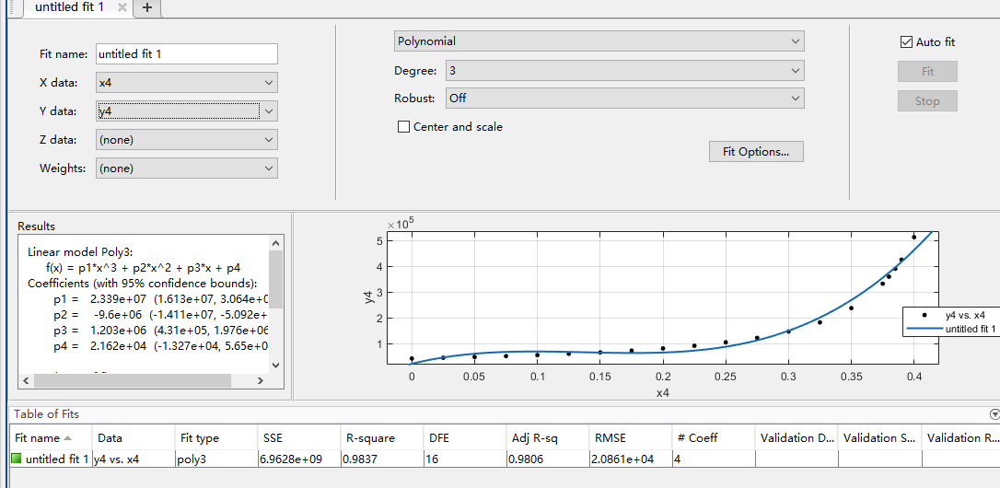 untitled fit 1
Fit name: untitled fit 1
X data: x4
Y data: y4
Z data: (none)
Weights: (none)
Polynomial
Degree: 3
Robust: Off
Center and scale
Fit Options...
Auto fit
Fit
Stop
Results
Linear model Poly3:
f(x) = p1*x^3 + p2*x^2 + p3*x + p4
Coefficients (with 95% confidence bounds):
p1 = 2.339e+07 (1.613e+07, 3.064e+0
p2 = -9.6e+06 (-1.411e+07, -5.092e+
p3 = 1.203e+06 (4.31e+05, 1.976e+06
p4 = 2.162e+04 (-1.327e+04, 5.65e+0
×10^5
5
4
3
2
1
y4
0 0.05 0.1 0.15 0.2 0.25 0.3 0.35 0.4
x4
y4 vs. x4
untitled fit 1
Table of Fits
Fit name Data Fit type SSE R-square DFE Adj R-sq RMSE # Coeff Validation D... Validation S... Validation R...
untitled fit 1 y4 vs. x4 poly3 6.9628e+09 0.9837 16 0.9806 2.0861e+04 4